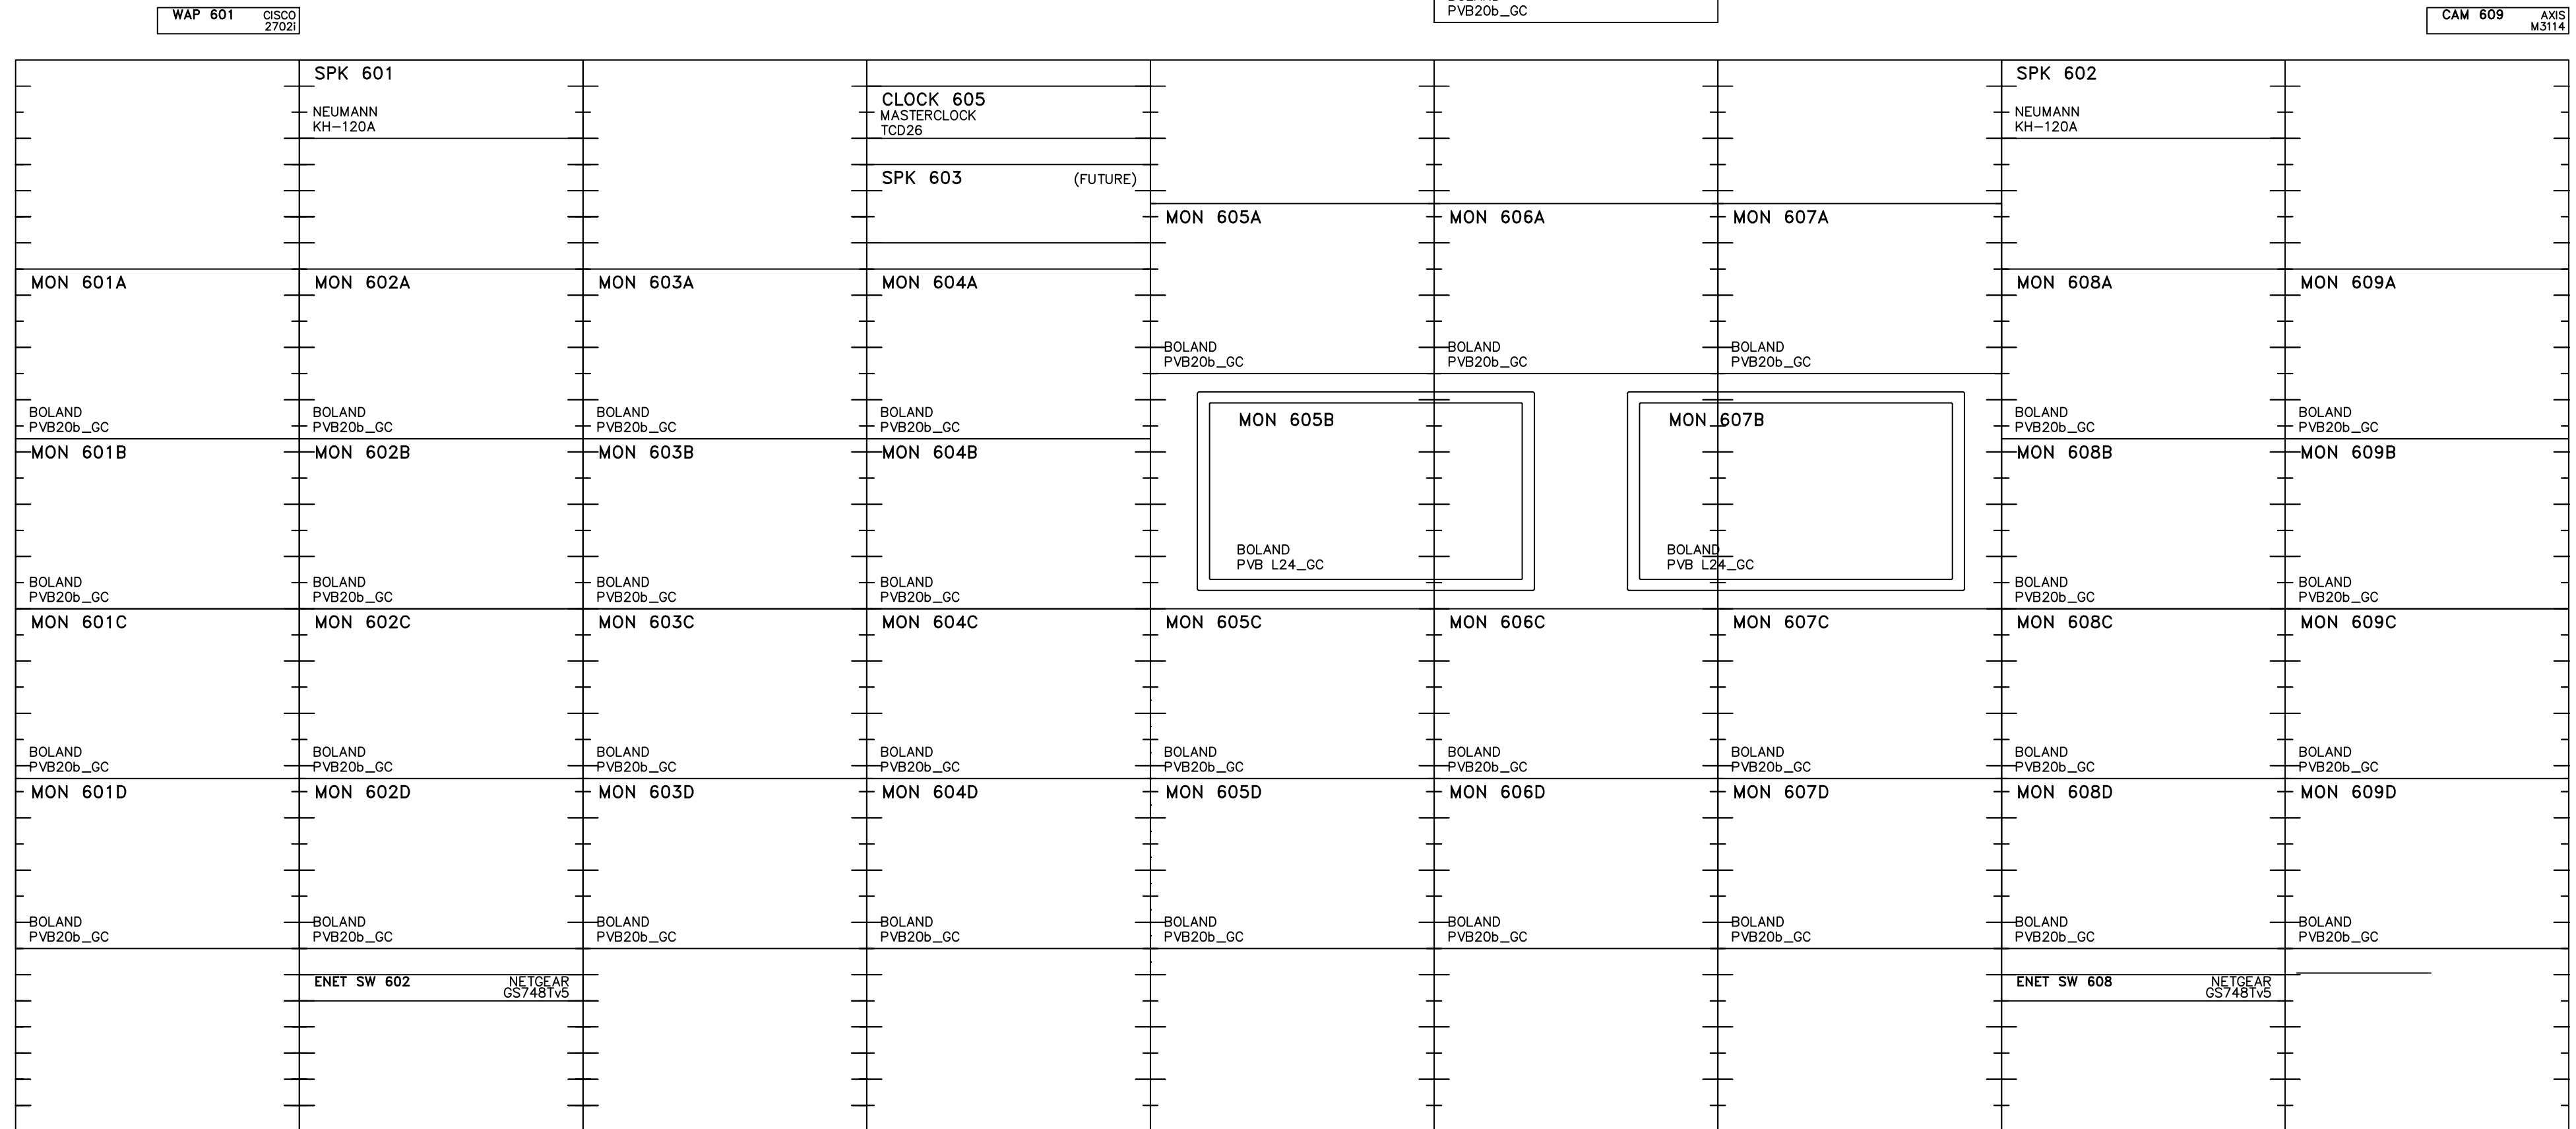 WAP 601 CISCO
2702i
PVB20b_GC
CAM 609 AXIS
M3114
SPK 601
NEUMANN
KH-120A
CLOCK 605
MASTERCLOCK
TCD26
SPK 603 (FUTURE)
SPK 602
NEUMANN
KH-120A
MON 605A MON 606A MON 607A
BOLAND BOLAND BOLAND
PVB20b_GC PVB20b_GC PVB20b_GC
MON 601A MON 602A MON 603A MON 604A MON 608A MON 609A
BOLAND BOLAND BOLAND BOLAND BOLAND BOLAND
PVB20b_GC PVB20b_GC PVB20b_GC PVB20b_GC PVB20b_GC PVB20b_GC
MON 605B MON 607B
BOLAND BOLAND
PVB L24_GC PVB L24_GC
MON 601B MON 602B MON 603B MON 604B MON 608B MON 609B
BOLAND BOLAND BOLAND BOLAND BOLAND BOLAND
PVB20b_GC PVB20b_GC PVB20b_GC PVB20b_GC PVB20b_GC PVB20b_GC
MON 601C MON 602C MON 603C MON 604C MON 605C MON 606C MON 607C MON 608C MON 609C
BOLAND BOLAND BOLAND BOLAND BOLAND BOLAND BOLAND BOLAND BOLAND
PVB20b_GC PVB20b_GC PVB20b_GC PVB20b_GC PVB20b_GC PVB20b_GC PVB20b_GC PVB20b_GC PVB20b_GC
MON 601D MON 602D MON 603D MON 604D MON 605D MON 606D MON 607D MON 608D MON 609D
BOLAND BOLAND BOLAND BOLAND BOLAND BOLAND BOLAND BOLAND BOLAND
PVB20b_GC PVB20b_GC PVB20b_GC PVB20b_GC PVB20b_GC PVB20b_GC PVB20b_GC PVB20b_GC PVB20b_GC
ENET SW 602 NETGEAR
GS748Tv5
ENET SW 608 NETGEAR
GS748Tv5